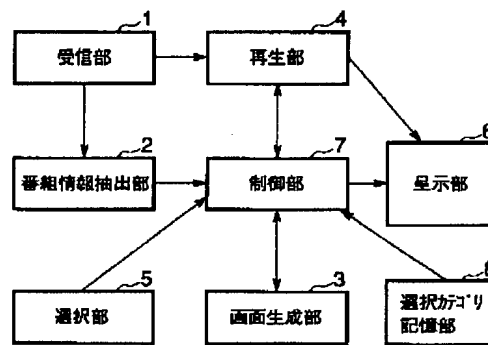 1
受信部
4
再生部
2
番組情報抽出部
7
制御部
6
呈示部
5
選択部
3
画面生成部
8
選択カテゴリ
記憶部